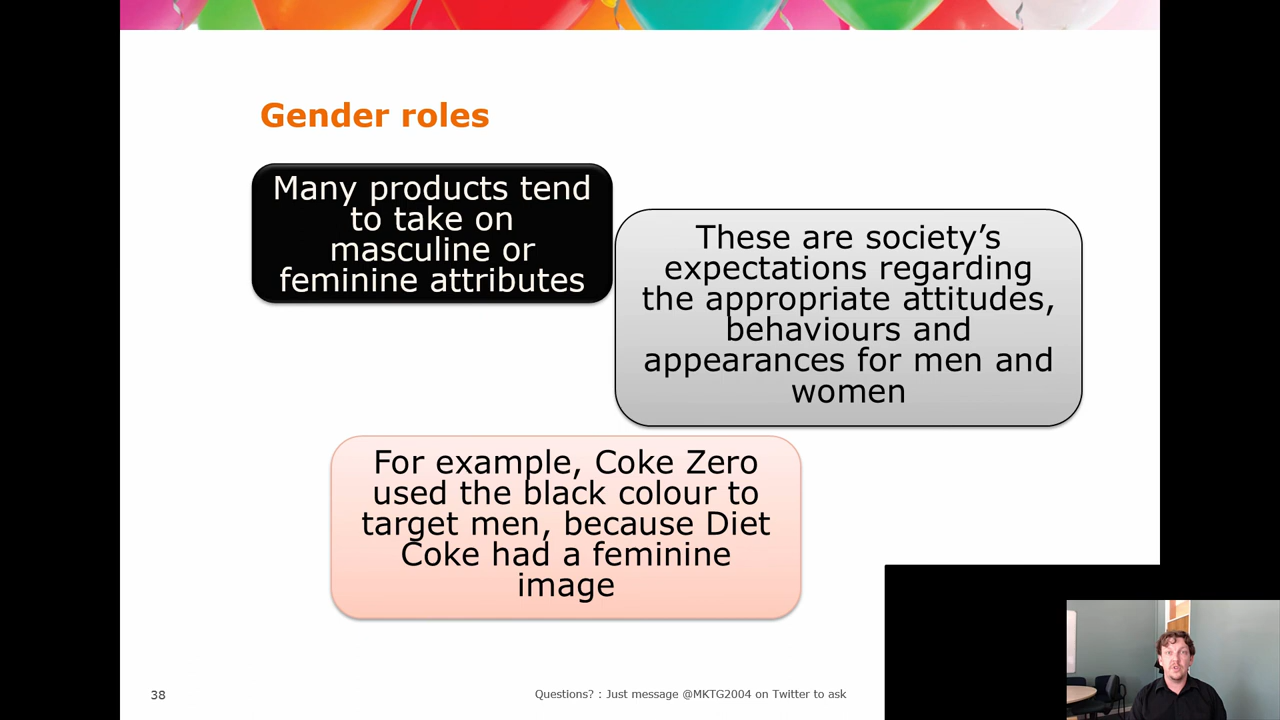 Gender roles
Many products tend
to take on
masculine or
feminine attributes
These are society’s
expectations regarding
the appropriate attitudes,
behaviours and
appearances for men and
women
For example, Coke Zero
used the black colour to
target men, because Diet
Coke had a feminine
image
38
Questions? : Just message @MKTG2004 on Twitter to ask